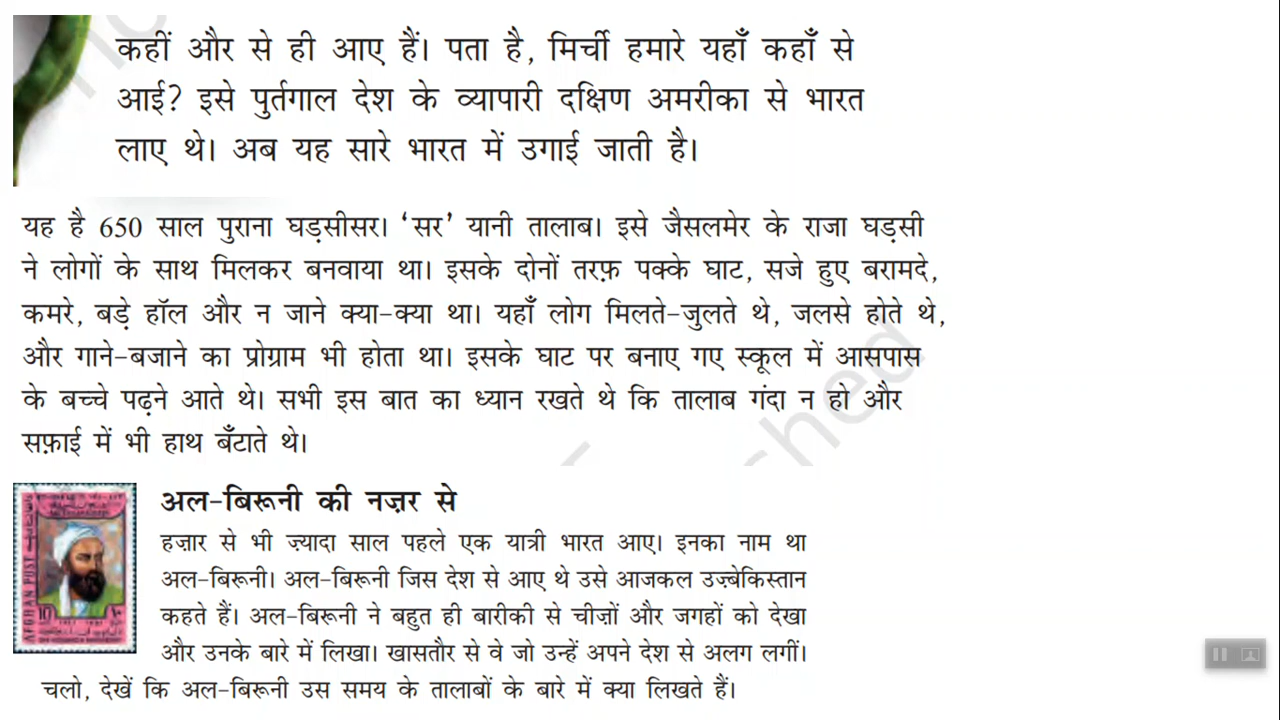 कहीं और से ही आए हैं। पता है, मिर्ची हमारे यहाँ कहाँ से
आई? इसे पुर्तगाल देश के व्यापारी दक्षिण अमरीका से भारत
लाए थे। अब यह सारे भारत में उगाई जाती है।
यह है 650 साल पुराना घड़सीसर। ‘सर’ यानी तालाब। इसे जैसलमेर के राजा घड़सी
ने लोगों के साथ मिलकर बनवाया था। इसके दोनों तरफ़ पक्के घाट, सजे हुए बरामदे,
कमरे, बड़े हॉल और न जाने क्या-क्या था। यहाँ लोग मिलते-जुलते थे, जलसे होते थे,
और गाने-बजाने का प्रोग्राम भी होता था। इसके घाट पर बनाए गए स्कूल में आसपास
के बच्चे पढ़ने आते थे। सभी इस बात का ध्यान रखते थे कि तालाब गंदा न हो और
सफ़ाई में भी हाथ बँटाते थे।
shed
AFGHAN POST
अल-बिरूनी की नज़र से
हज़ार से भी ज़्यादा साल पहले एक यात्री भारत आए। इनका नाम था
अल-बिरूनी। अल-बिरूनी जिस देश से आए थे उसे आजकल उज़्बेकिस्तान
कहते हैं। अल-बिरूनी ने बहुत ही बारीकी से चीज़ों और जगहों को देखा
और उनके बारे में लिखा। खासतौर से वे जो उन्हें अपने देश से अलग लगीं।
चलो, देखें कि अल-बिरूनी उस समय के तालाबों के बारे में क्या लिखते हैं।